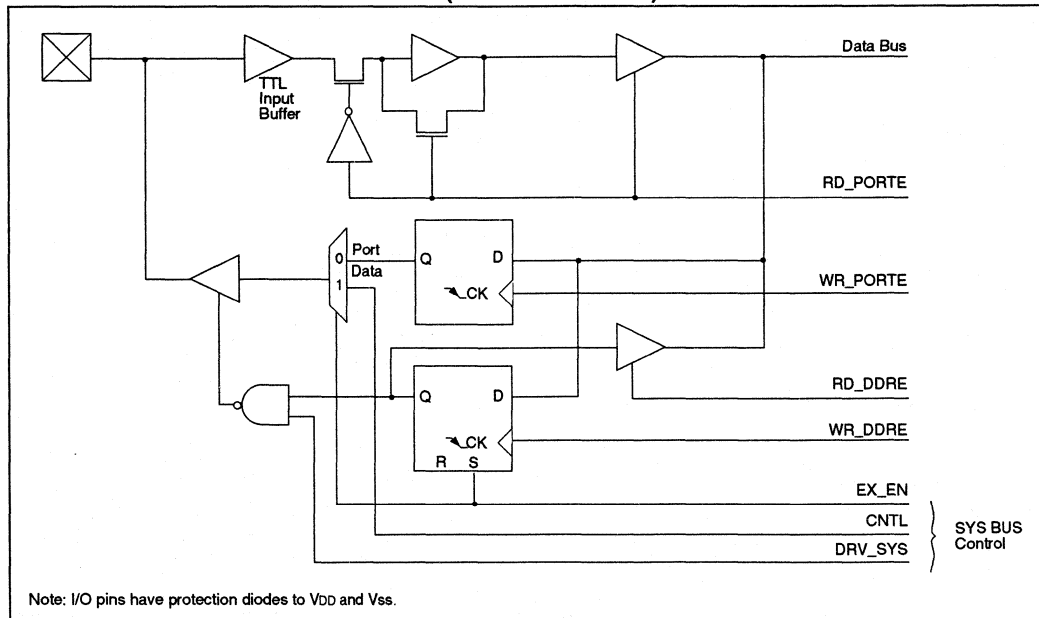 Data Bus
TTL
Input
Buffer
RD_PORTE
0 Port
Data
1
Q D
CK
WR_PORTE
RD_DDRE
Q D
CK
R S
WR_DDRE
EX_EN
CNTL
DRV_SYS
SYS BUS
Control
Note: I/O pins have protection diodes to VDD and Vss.